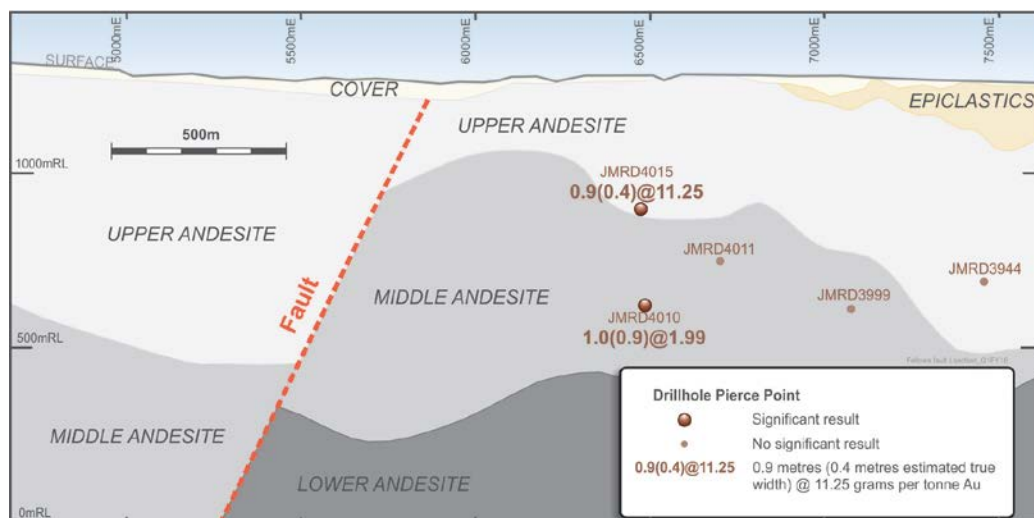 5000mE
5500mE
6000mE
6500mE
7000mE
7500mE
SURFACE
COVER
EPICLASTICS
UPPER ANDESITE
500m
1000mRL
JMRD4015
0.9(0.4)@11.25
UPPER ANDESITE
JMRD4011
JMRD3944
Fault
MIDDLE ANDESITE
JMRD3999
JMRD4010
1.0(0.9)@1.99
500mRL
Drillhole Pierce Point
Significant result
No significant result
0.9(0.4)@11.25 0.9 metres (0.4 metres estimated true
width) @ 11.25 grams per tonne Au
MIDDLE ANDESITE
LOWER ANDESITE
0mRL